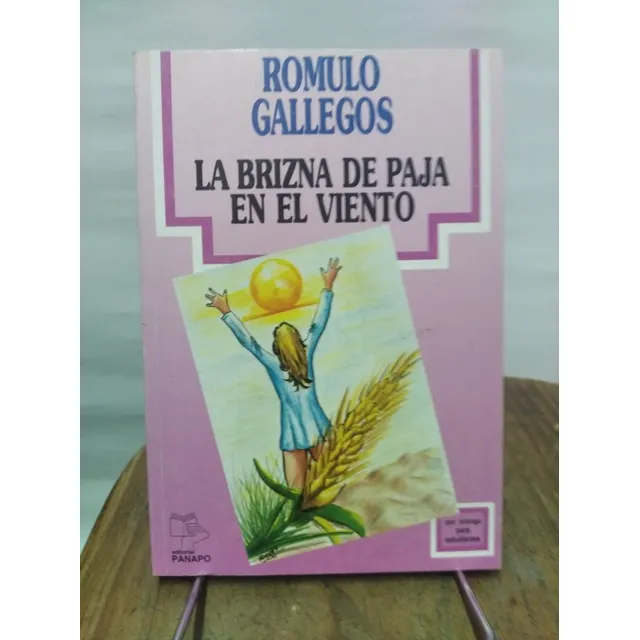 ROMULO
GALLEGOS
LA BRIZNA DE PAJA
EN EL VIENTO
editorial
PANAPO